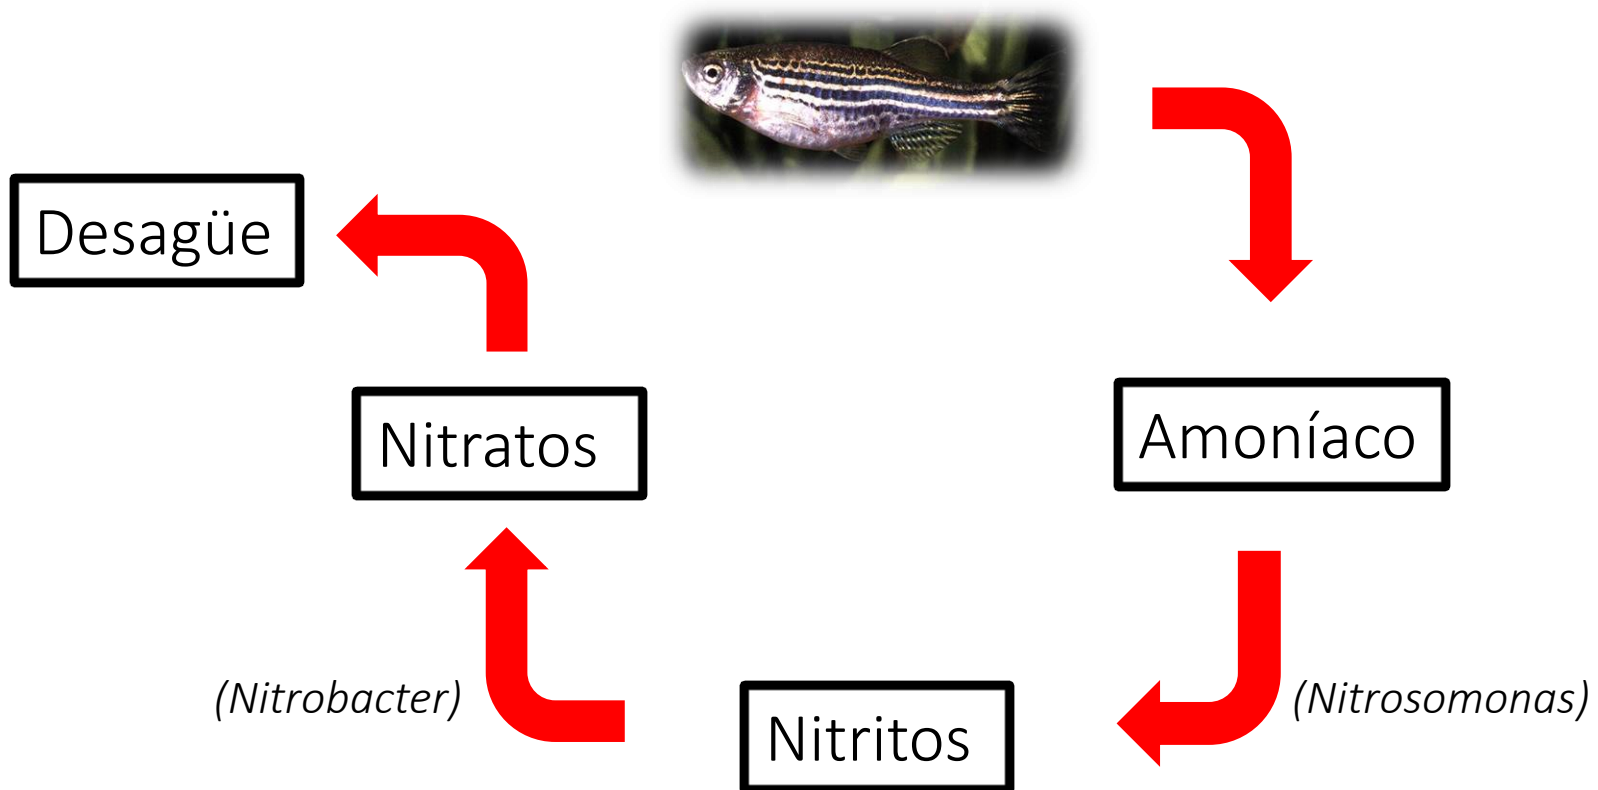 Desagüe
Nitratos
Amoníaco
(Nitrobacter)
(Nitrosomonas)
Nitritos